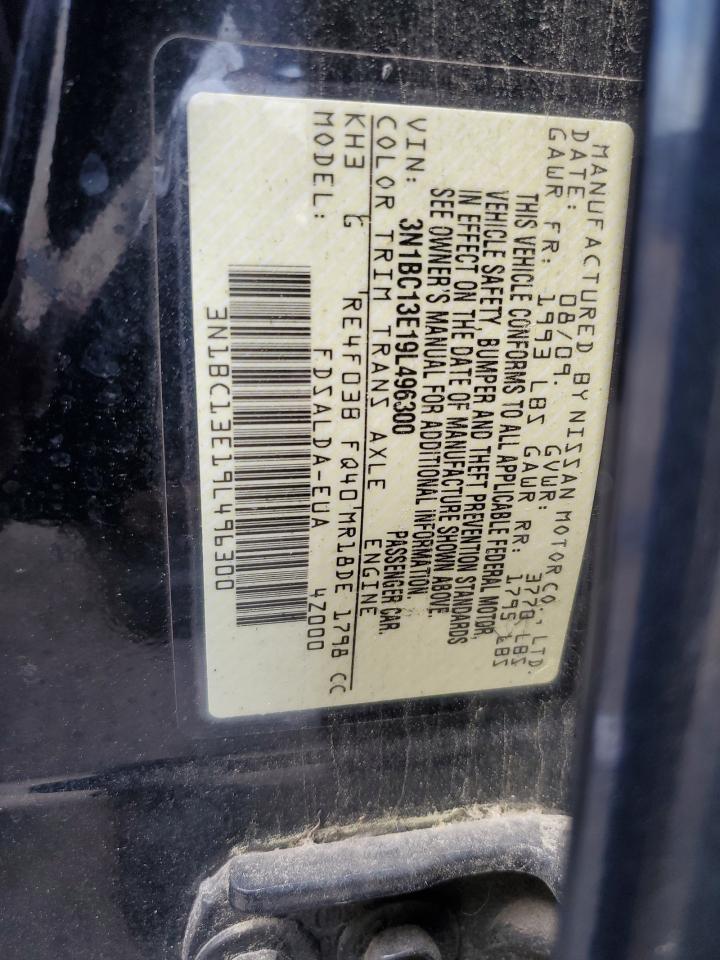 MANUFACTURED BY NISSAN MOTOR CO., LTD.
DATE: 08/09. GVWR: 3778 LBS
GAWR FR: 1993 LBS GAWR RR: 1795 LBS
THIS VEHICLE CONFORMS TO ALL APPLICABLE FEDERAL MOTOR
VEHICLE SAFETY, BUMPER AND THEFT PREVENTION STANDARDS
IN EFFECT ON THE DATE OF MANUFACTURE SHOWN ABOVE.
SEE OWNER'S MANUAL FOR ADDITIONAL INFORMATION.
VIN: 3N1BC13E19L496300 PASSENGER CAR.
COLOR TRIM TRANS AXLE ENGINE
KH3 G RE4F03B FQ40 MR18DE 1798 CC
MODEL: FDSALDA-EUA 4Z000
3N1BC13E19L496300